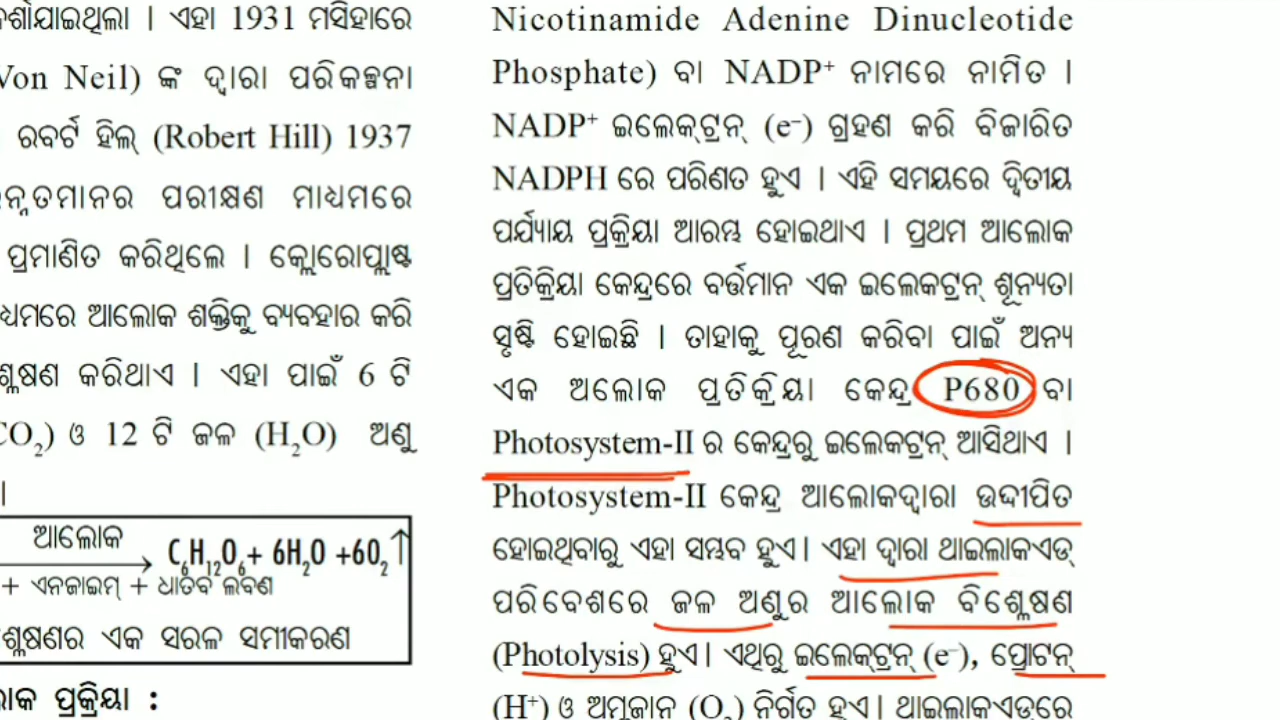 ଦର୍ଶାଯାଇଥିଲା । ଏହା 1931 ମସିହାରେ
Von Neil) ଙ୍କ ଦ୍ୱାରା ପରିକଳ୍ପନା
ରବର୍ଟ ହିଲ୍ (Robert Hill) 1937
ପରୀକ୍ଷଣ ମାଧ୍ୟମରେ
ପ୍ରମାଣିତ କରିଥିଲେ । କ୍ଲୋରୋପ୍ଲାଷ୍ଟ
ଆଲୋକ ଶକ୍ତିକୁ ବ୍ୟବହାର କରି
କରିଥାଏ । ଏହା ପାଇଁ 6 ଟି
CO₂) ଓ 12 ଟି ଜଳ (H₂O) ଅଣୁ
।
ଆଲୋକ
C₆H₁₂O₆+ 6H₂O +6O₂↑
+ ଏନଜାଇମ୍ + ଧାତବ ଲବଣ
ଏକ ସରଳ ସମୀକରଣ
ପ୍ରକ୍ରିୟା :
Nicotinamide Adenine Dinucleotide
Phosphate) ବା NADP⁺ ନାମରେ ନାମିତ ।
NADP⁺ ଇଲେକ୍ଟ୍ରନ୍ (e⁻) ଗ୍ରହଣ କରି ବିଜାରିତ
NADPH ରେ ପରିଣତ ହୁଏ । ଏହି ସମୟରେ ଦ୍ୱିତୀୟ
ପର୍ଯ୍ୟାୟ ପ୍ରକ୍ରିୟା ଆରମ୍ଭ ହୋଇଥାଏ । ପ୍ରଥମ ଆଲୋକ
ପ୍ରତିକ୍ରିୟା କେନ୍ଦ୍ରରେ ବର୍ତ୍ତମାନ ଏକ ଇଲେକଟ୍ରନ୍ ଶୂନ୍ୟତା
ସୃଷ୍ଟି ହୋଇଛି । ତାହାକୁ ପୂରଣ କରିବା ପାଇଁ ଅନ୍ୟ
ଏକ ଅଲୋକ ପ୍ରତିକ୍ରିୟା କେନ୍ଦ୍ର P680 ବା
Photosystem-II ର କେନ୍ଦ୍ରରୁ ଇଲେକଟ୍ରନ୍ ଆସିଥାଏ ।
Photosystem-II କେନ୍ଦ୍ର ଆଲୋକଦ୍ୱାରା ଉଦ୍ଦୀପିତ
ହୋଇଥିବାରୁ ଏହା ସମ୍ଭବ ହୁଏ । ଏହା ଦ୍ୱାରା ଥାଇଲାକଏଡ୍
ପରିବେଶରେ ଜଳ ଅଣୁର ଆଲୋକ ବିଶ୍ଳେଷଣ
(Photolysis) ହୁଏ । ଏଥିରୁ ଇଲେକ୍ଟ୍ରନ୍ (e⁻), ପ୍ରୋଟନ୍
(H⁺) ଓ ଅମ୍ଳଜାନ (O₂) ନିର୍ଗତ ହୁଏ । ଥାଇଲାକଏଡ୍‌ରେ